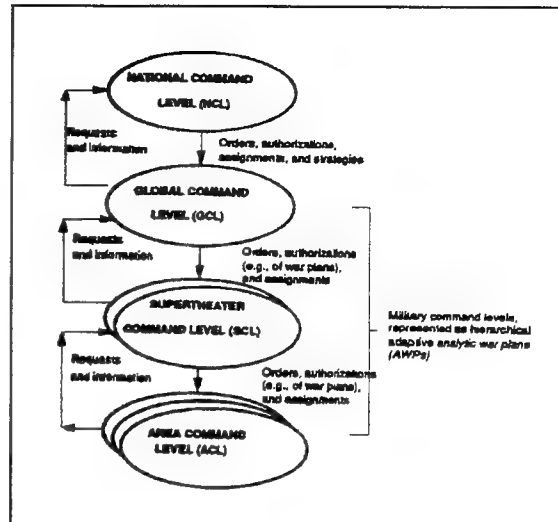 NATIONAL COMMAND
LEVEL (NCL)
Requests
and information
Orders, authorizations,
assignments, and strategies
GLOBAL COMMAND
LEVEL (GCL)
Requests
and information
Orders, authorizations
(e.g., of war plans),
and assignments
SUPERTHEATER
COMMAND LEVEL (SCL)
Military command levels,
represented as hierarchical
adaptive analytic war plans
(AWPs)
Requests
and information
Orders, authorizations
(e.g., of war plans),
and assignments
AREA COMMAND
LEVEL (ACL)